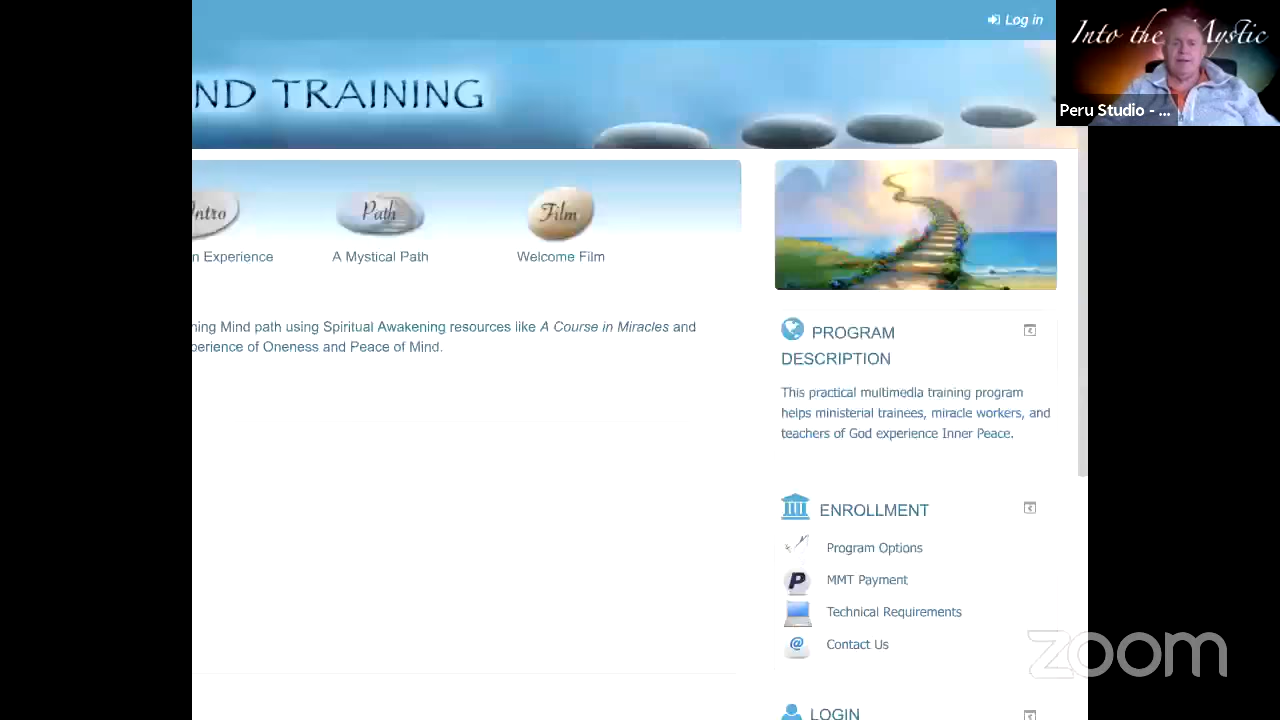 Log in
Into the Mystic
Peru Studio - ...
ND TRAINING
Intro
Path
Film
n Experience
A Mystical Path
Welcome Film
ning Mind path using Spiritual Awakening resources like A Course in Miracles and
perience of Oneness and Peace of Mind.
PROGRAM
DESCRIPTION
This practical multimedia training program
helps ministerial trainees, miracle workers, and
teachers of God experience Inner Peace.
ENROLLMENT
Program Options
MMT Payment
Technical Requirements
Contact Us
LOGIN
zoom